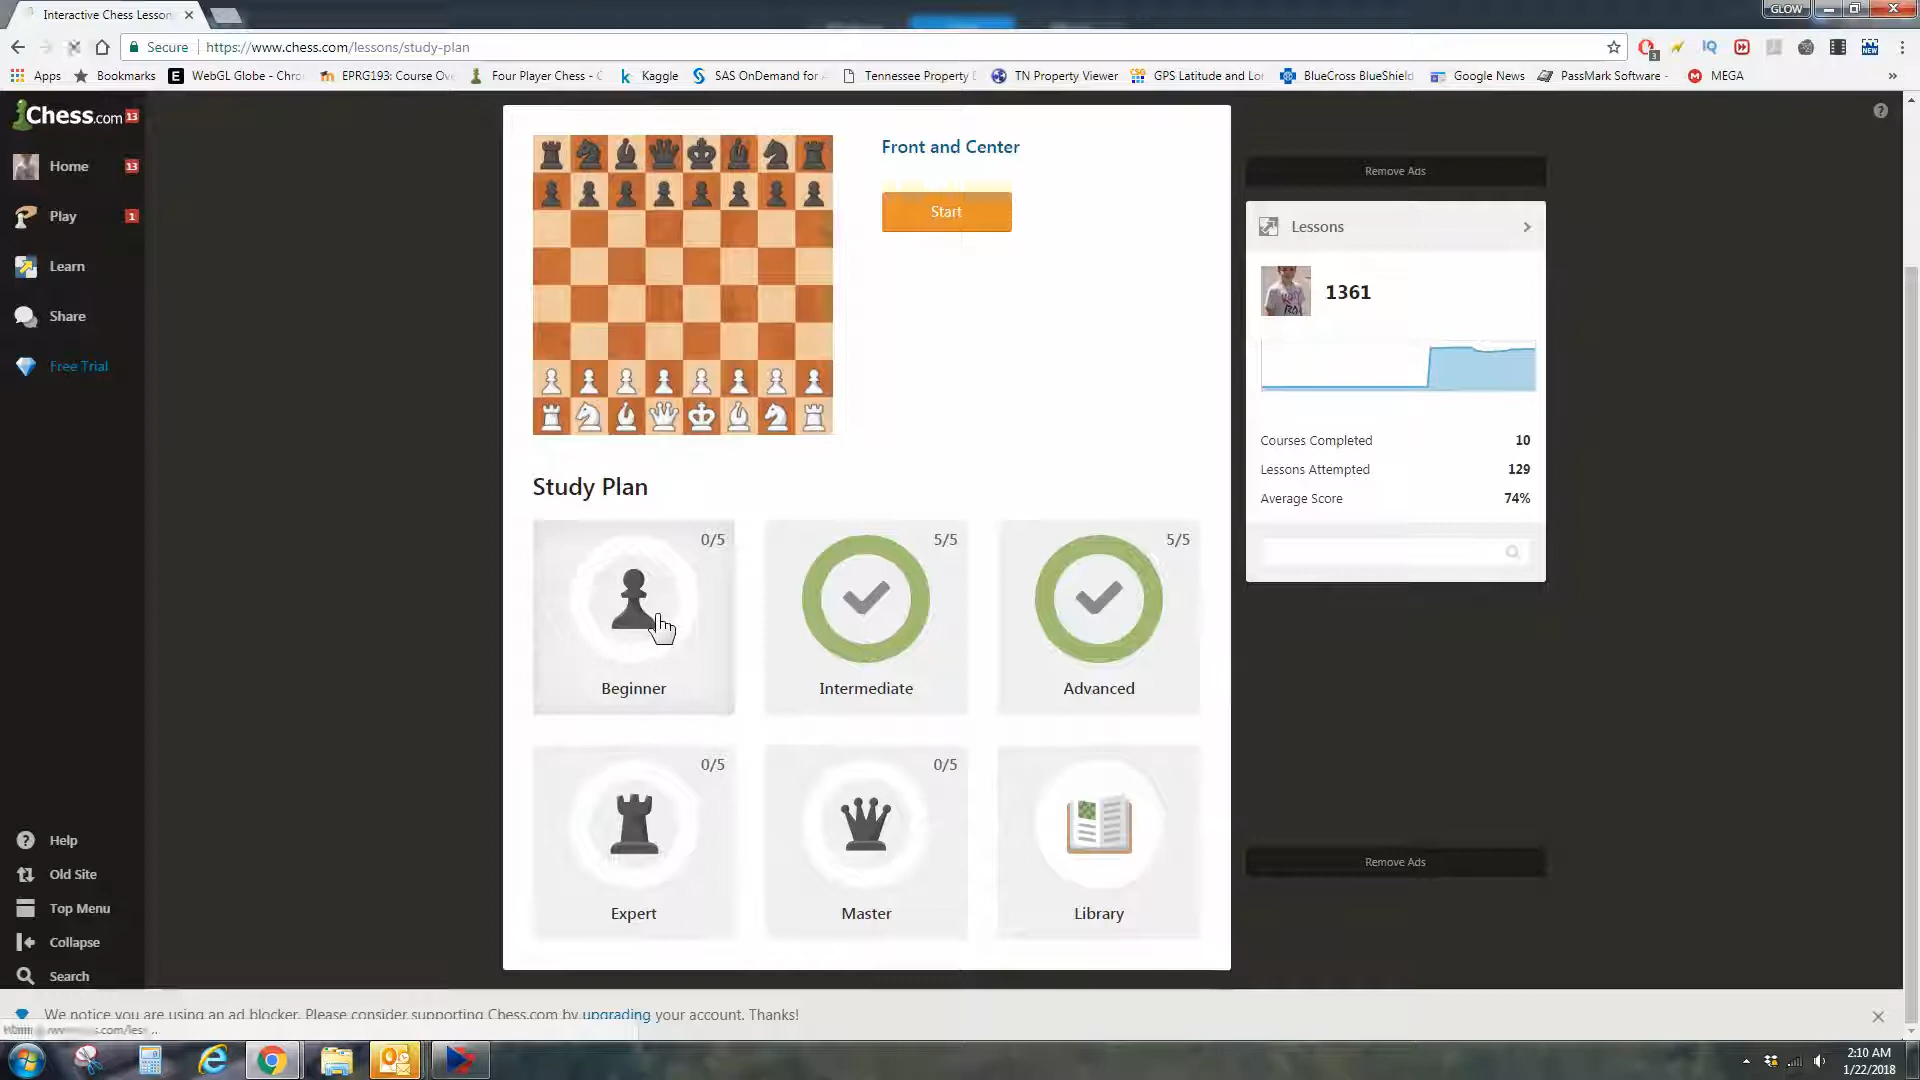 Interactive Chess Lesson
GLOW
Secure
https://www.chess.com/lessons/study-plan
3
Apps
Bookmarks
WebGL Globe - Chro
EPRG193: Course Ov
Four Player Chess - C
Kaggle
SAS OnDemand for
Tennessee Property
TN Property Viewer
GPS Latitude and Lo
BlueCross BlueShield
Google News
PassMark Software -
MEGA
»
Chess.com 13
Home 13
Play 1
Learn
Share
Free Trial
Help
Old Site
Top Menu
Collapse
Search
Front and Center
Start
Study Plan
0/5
Beginner
5/5
Intermediate
5/5
Advanced
0/5
Expert
0/5
Master
Library
Remove Ads
Lessons
1361
Courses Completed 10
Lessons Attempted 129
Average Score 74%
Remove Ads
We notice you are using an ad blocker. Please consider supporting Chess.com by upgrading your account. Thanks!
2:10 AM
1/22/2018